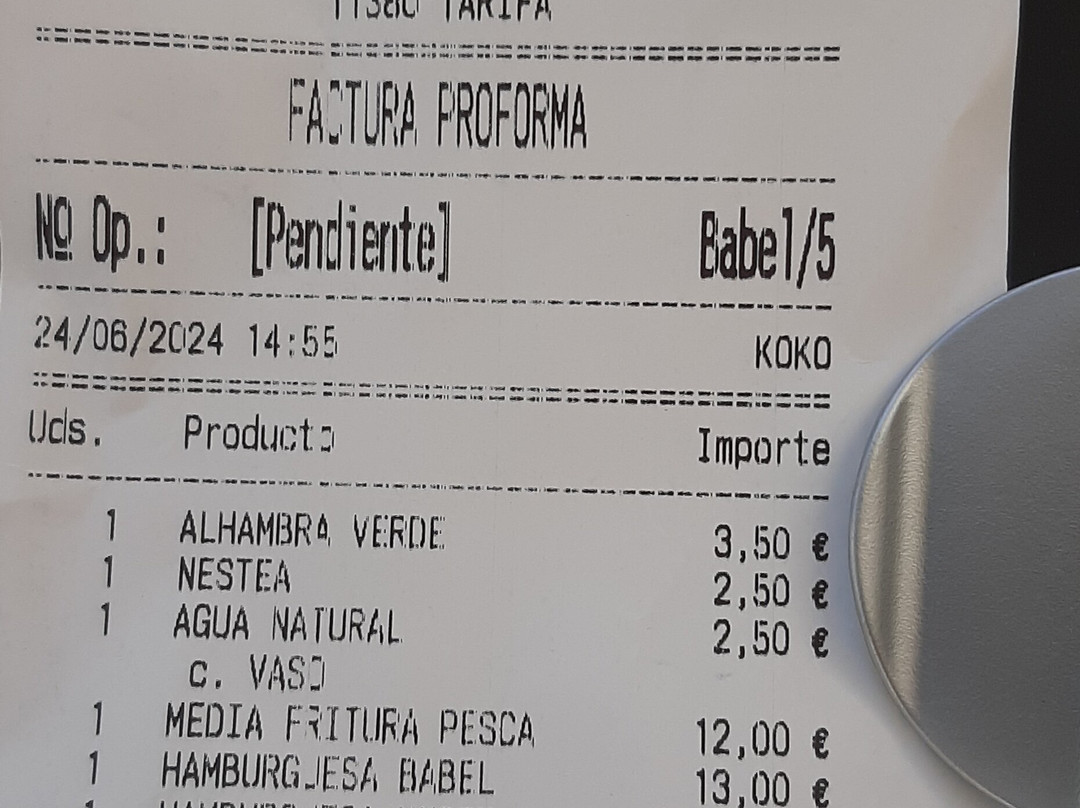 11380 TARIFA
FACTURA PROFORMA
Nº Op.: [Pendiente] Babel/5
24/06/2024 14:55 KOKO
Uds. Producto Importe
1 ALHAMBRA VERDE 3,50 €
1 NESTEA 2,50 €
1 AGUA NATURAL 2,50 €
c. VASO
1 MEDIA FRITURA PESCA 12,00 €
1 HAMBURGUESA BABEL 13,00 €